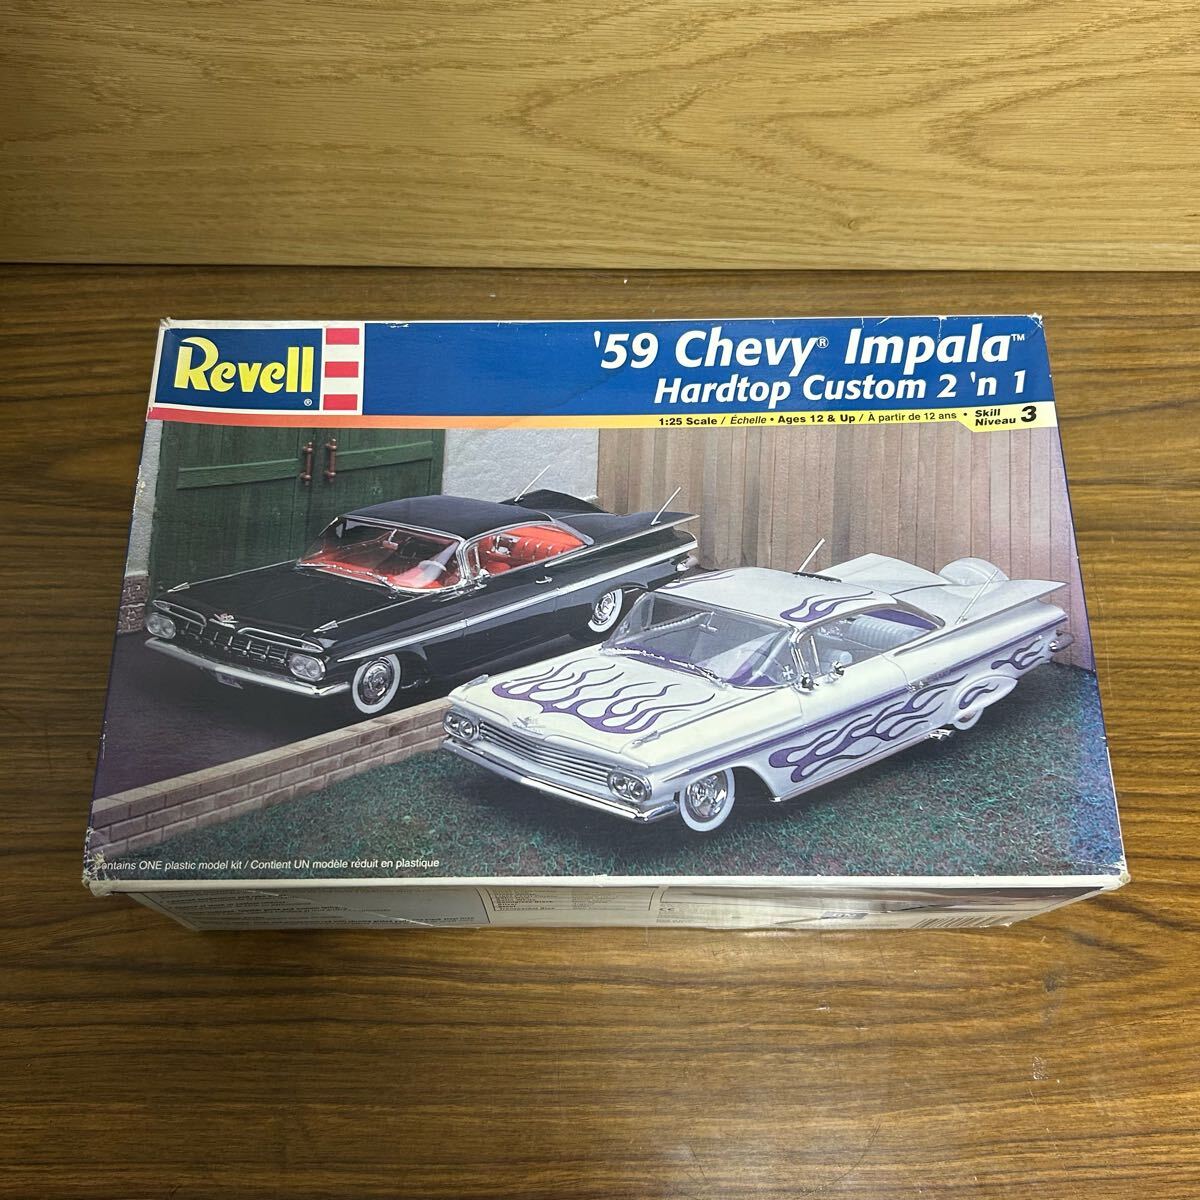 Revell®
'59 Chevy® Impala™
Hardtop Custom 2 'n 1
1:25 Scale / Échelle • Ages 12 & Up / À partir de 12 ans • Skill Niveau 3
Contains ONE plastic model kit / Contient UN modèle réduit en plastique